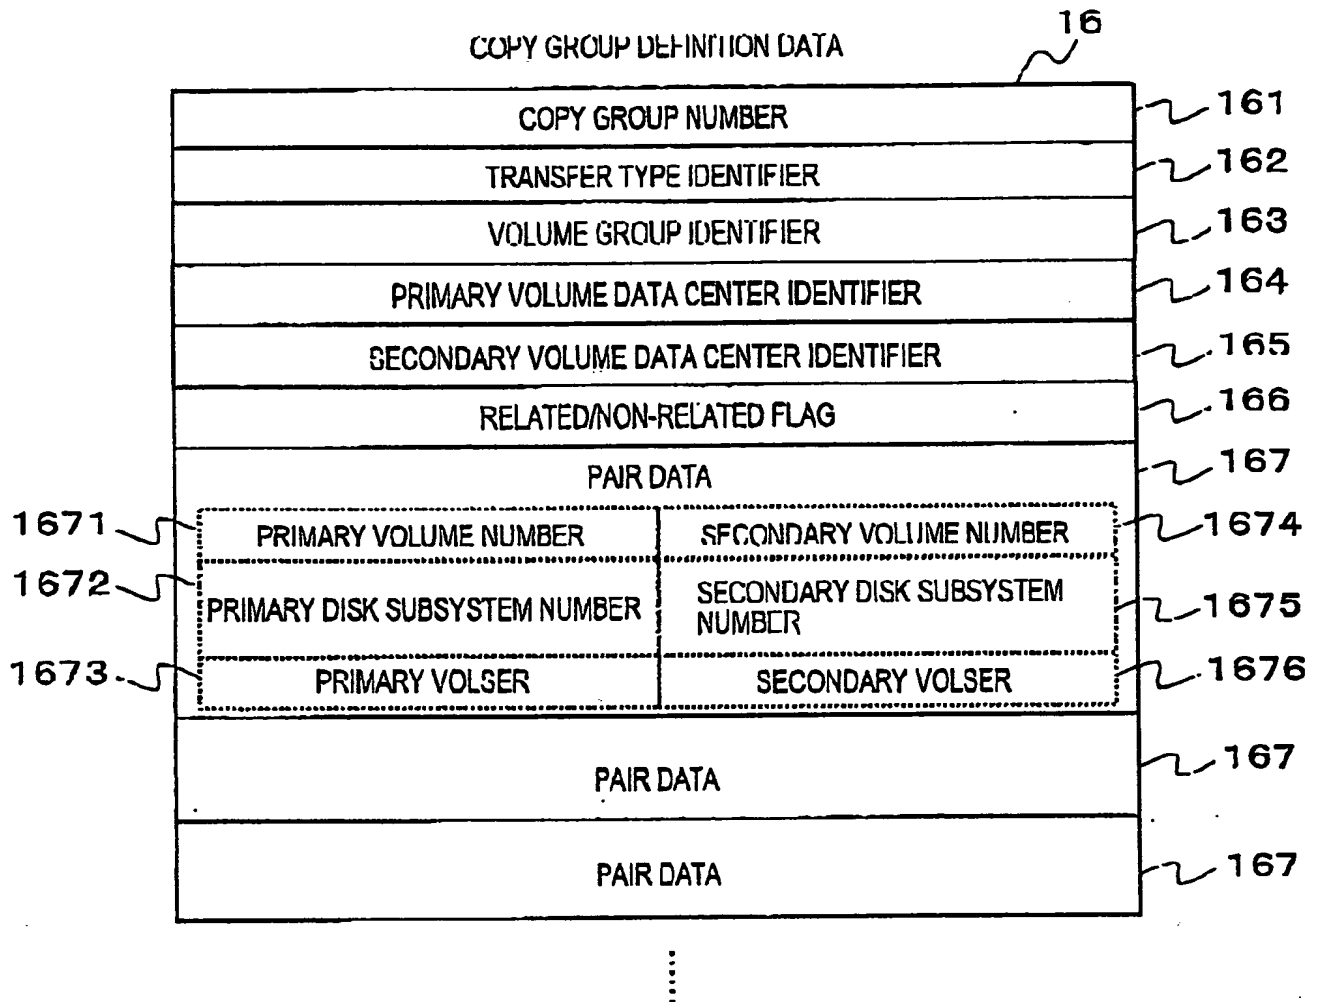 16
COPY GROUP DEFINITION DATA
COPY GROUP NUMBER 161
TRANSFER TYPE IDENTIFIER 162
VOLUME GROUP IDENTIFIER 163
PRIMARY VOLUME DATA CENTER IDENTIFIER 164
SECONDARY VOLUME DATA CENTER IDENTIFIER 165
RELATED/NON-RELATED FLAG 166
PAIR DATA 167
1671 PRIMARY VOLUME NUMBER SECONDARY VOLUME NUMBER 1674
1672 PRIMARY DISK SUBSYSTEM NUMBER SECONDARY DISK SUBSYSTEM
NUMBER 1675
1673 PRIMARY VOLSER SECONDARY VOLSER 1676
PAIR DATA 167
PAIR DATA 167